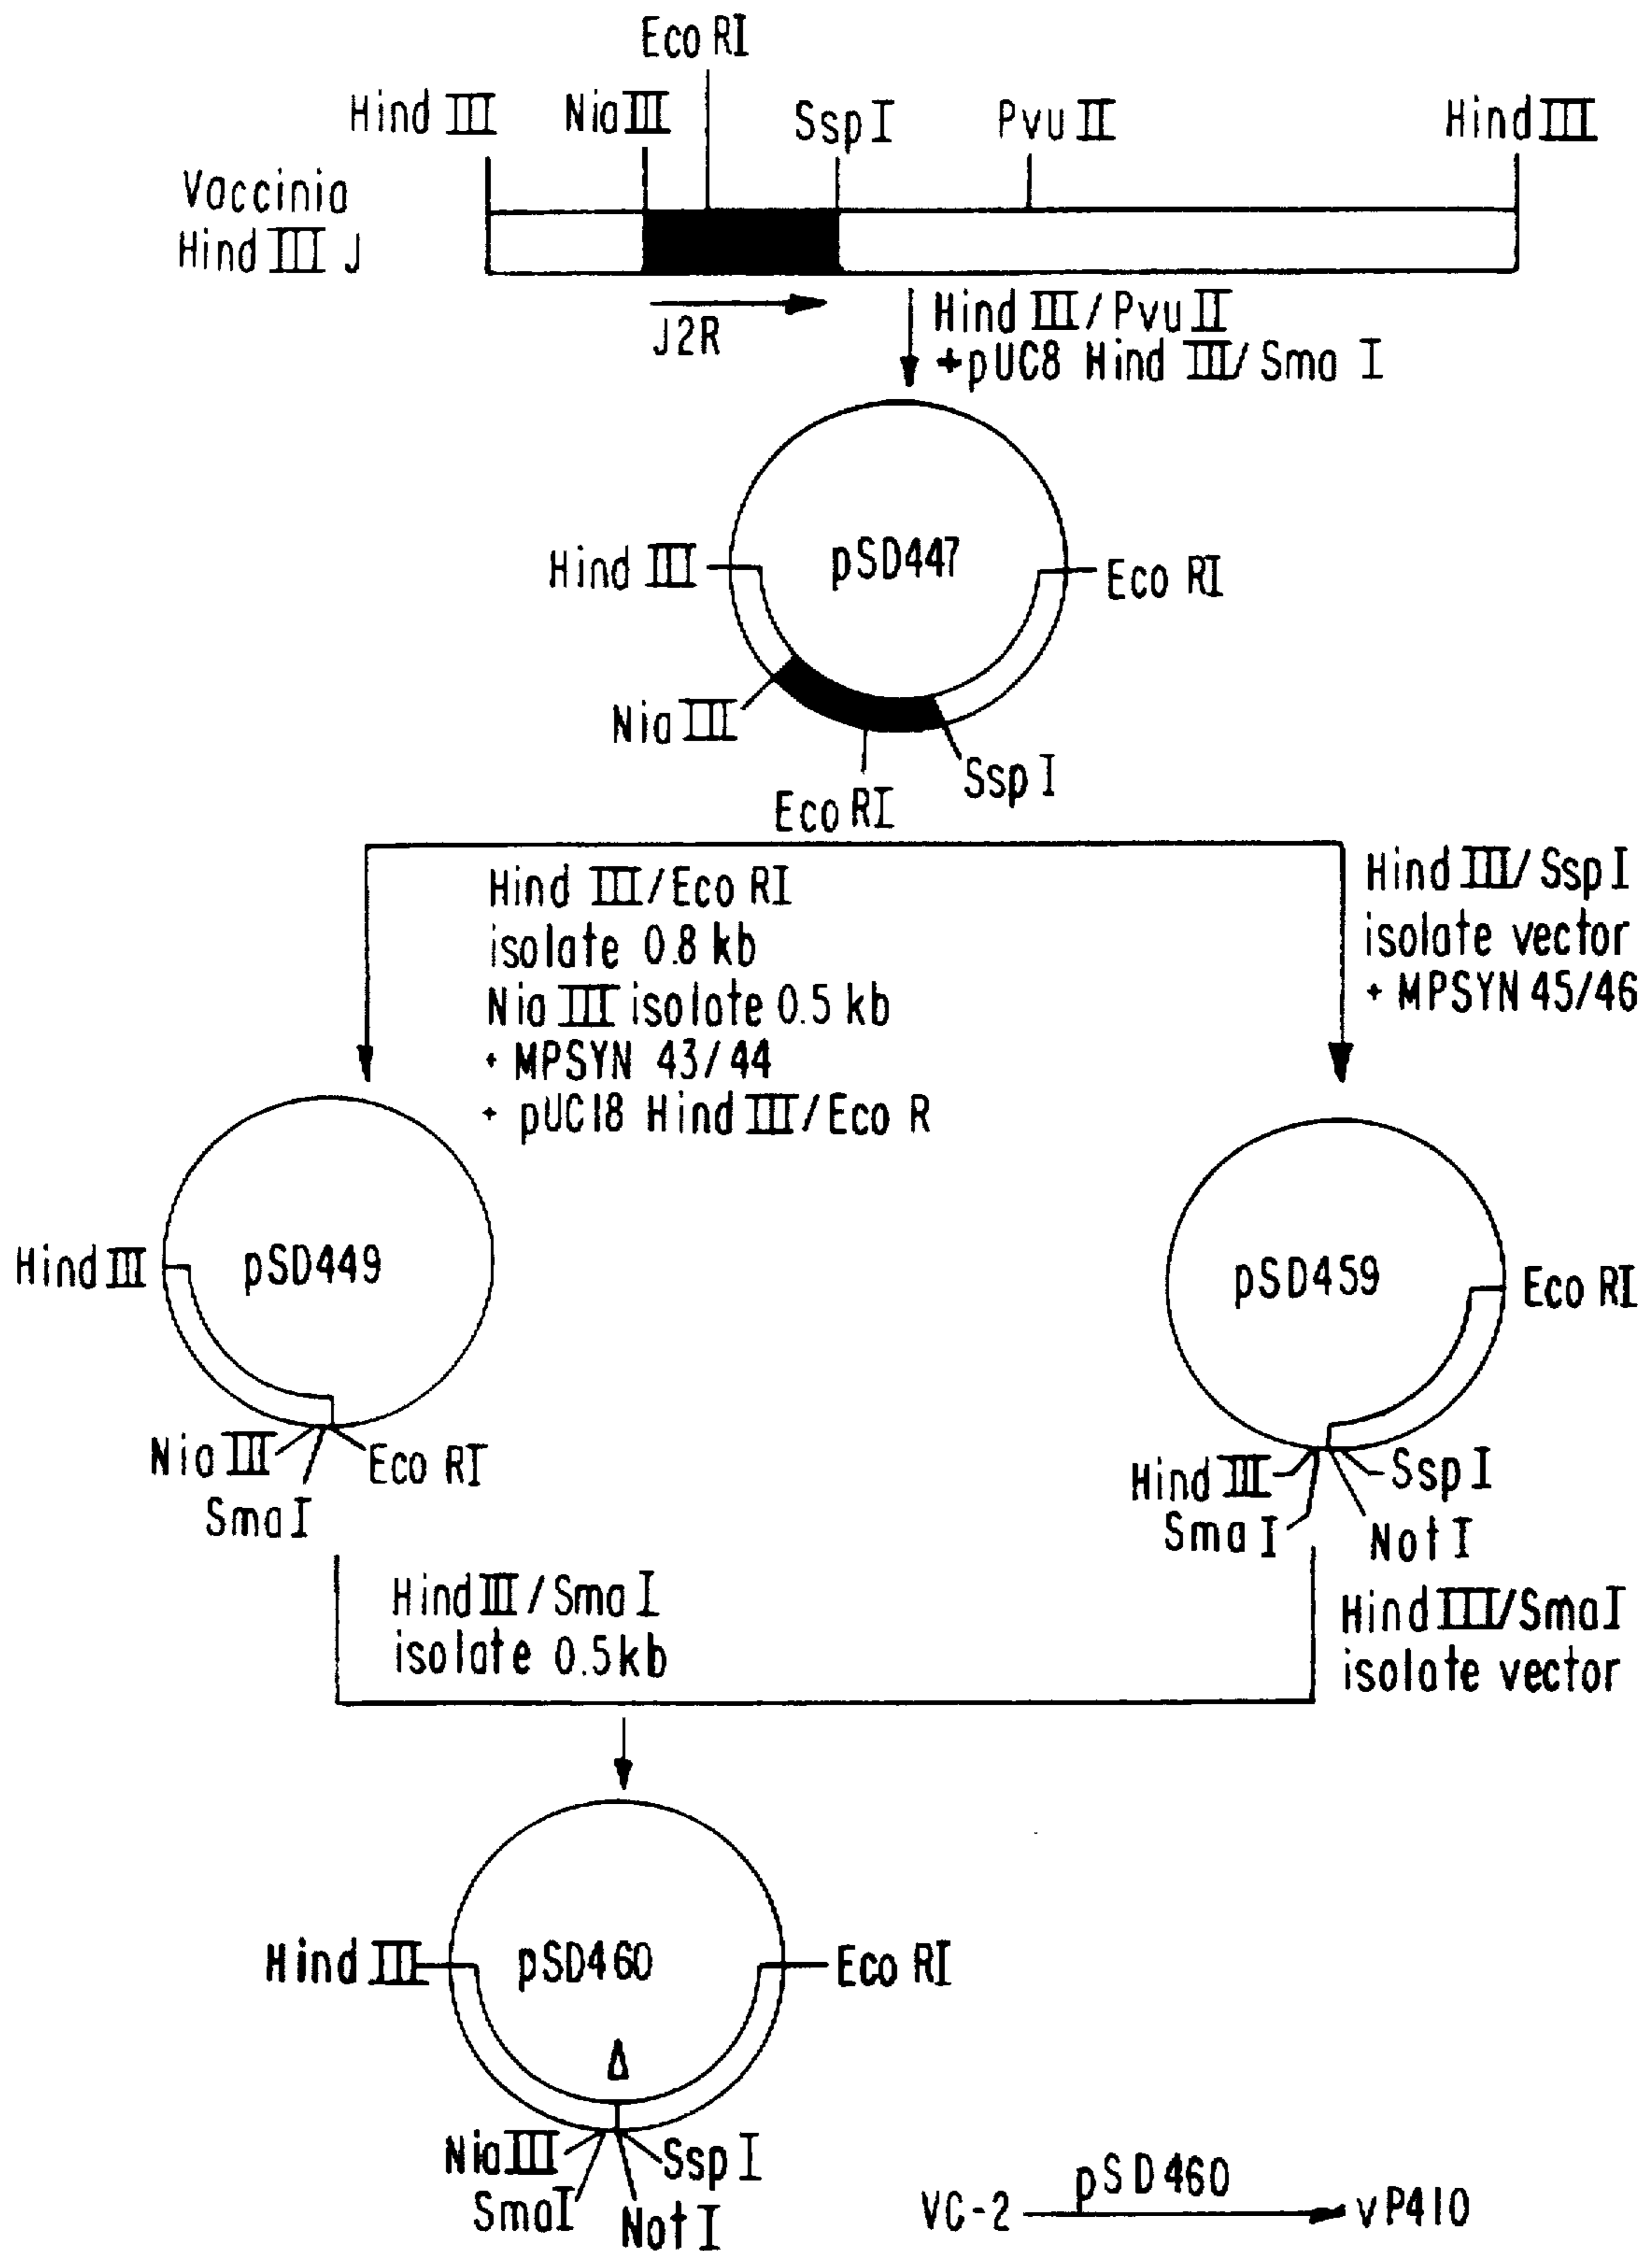 Eco RI
Hind III
Nia III
Ssp I
Pvu II
Hind III
Vaccinia
Hind III J
J2R
Hind III/Pvu II
+pUC8 Hind III/Sma I
pSD447
Hind III
Eco RI
Nia III
Ssp I
Eco RI
Hind III/Eco RI
isolate 0.8 kb
Nia III isolate 0.5 kb
+ MPSYN 43/44
+ pUC18 Hind III/Eco R
Hind III/Ssp I
isolate vector
+ MPSYN 45/46
Hind III
pSD449
Nia III
Eco RI
Sma I
pSD459
Eco RI
Hind III
Ssp I
Sma I
Not I
Hind III/Sma I
isolate 0.5kb
Hind III/Sma I
isolate vector
Hind III
pSD460
Eco RI
Δ
Nia III
Ssp I
Sma I
Not I
pSD460
VC-2
vP410